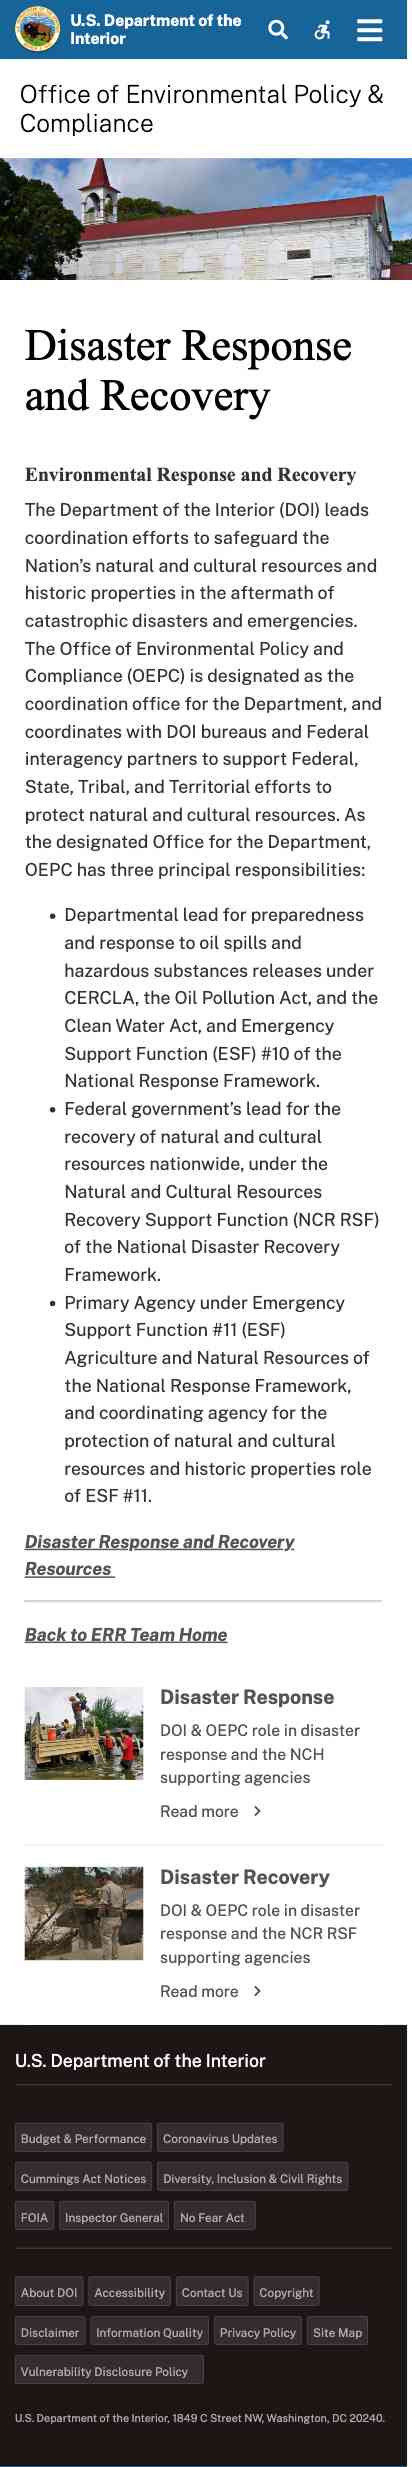 U.S. Department of the
Interior
Office of Environmental Policy &
Compliance
Disaster Response
and Recovery
Environmental Response and Recovery
The Department of the Interior (DOI) leads
coordination efforts to safeguard the
Nation's natural and cultural resources and
historic properties in the aftermath of
catastrophic disasters and emergencies.
The Office of Environmental Policy and
Compliance (OEPC) is designated as the
coordination office for the Department, and
coordinates with DOI bureaus and Federal
interagency partners to support Federal,
State, Tribal, and Territorial efforts to
protect natural and cultural resources. As
the designated Office for the Department,
OEPC has three principal responsibilities:
• Departmental lead for preparedness
and response to oil spills and
hazardous substances releases under
CERCLA, the Oil Pollution Act, and the
Clean Water Act, and Emergency
Support Function (ESF) #10 of the
National Response Framework.
• Federal government's lead for the
recovery of natural and cultural
resources nationwide, under the
Natural and Cultural Resources
Recovery Support Function (NCR RSF)
of the National Disaster Recovery
Framework.
• Primary Agency under Emergency
Support Function #11 (ESF)
Agriculture and Natural Resources of
the National Response Framework,
and coordinating agency for the
protection of natural and cultural
resources and historic properties role
of ESF #11.
Disaster Response and Recovery
Resources
Back to ERR Team Home
Disaster Response
DOI & OEPC role in disaster
response and the NCH
supporting agencies
Read more
Disaster Recovery
DOI & OEPC role in disaster
response and the NCR RSF
supporting agencies
Read more
U.S. Department of the Interior
Budget & Performance Coronavirus Updates
Cummings Act Notices Diversity, Inclusion & Civil Rights
FOIA Inspector General No Fear Act
About DOI Accessibility Contact Us Copyright
Disclaimer Information Quality Privacy Policy Site Map
Vulnerability Disclosure Policy
U.S. Department of the Interior, 1849 C Street NW, Washington, DC 20240.